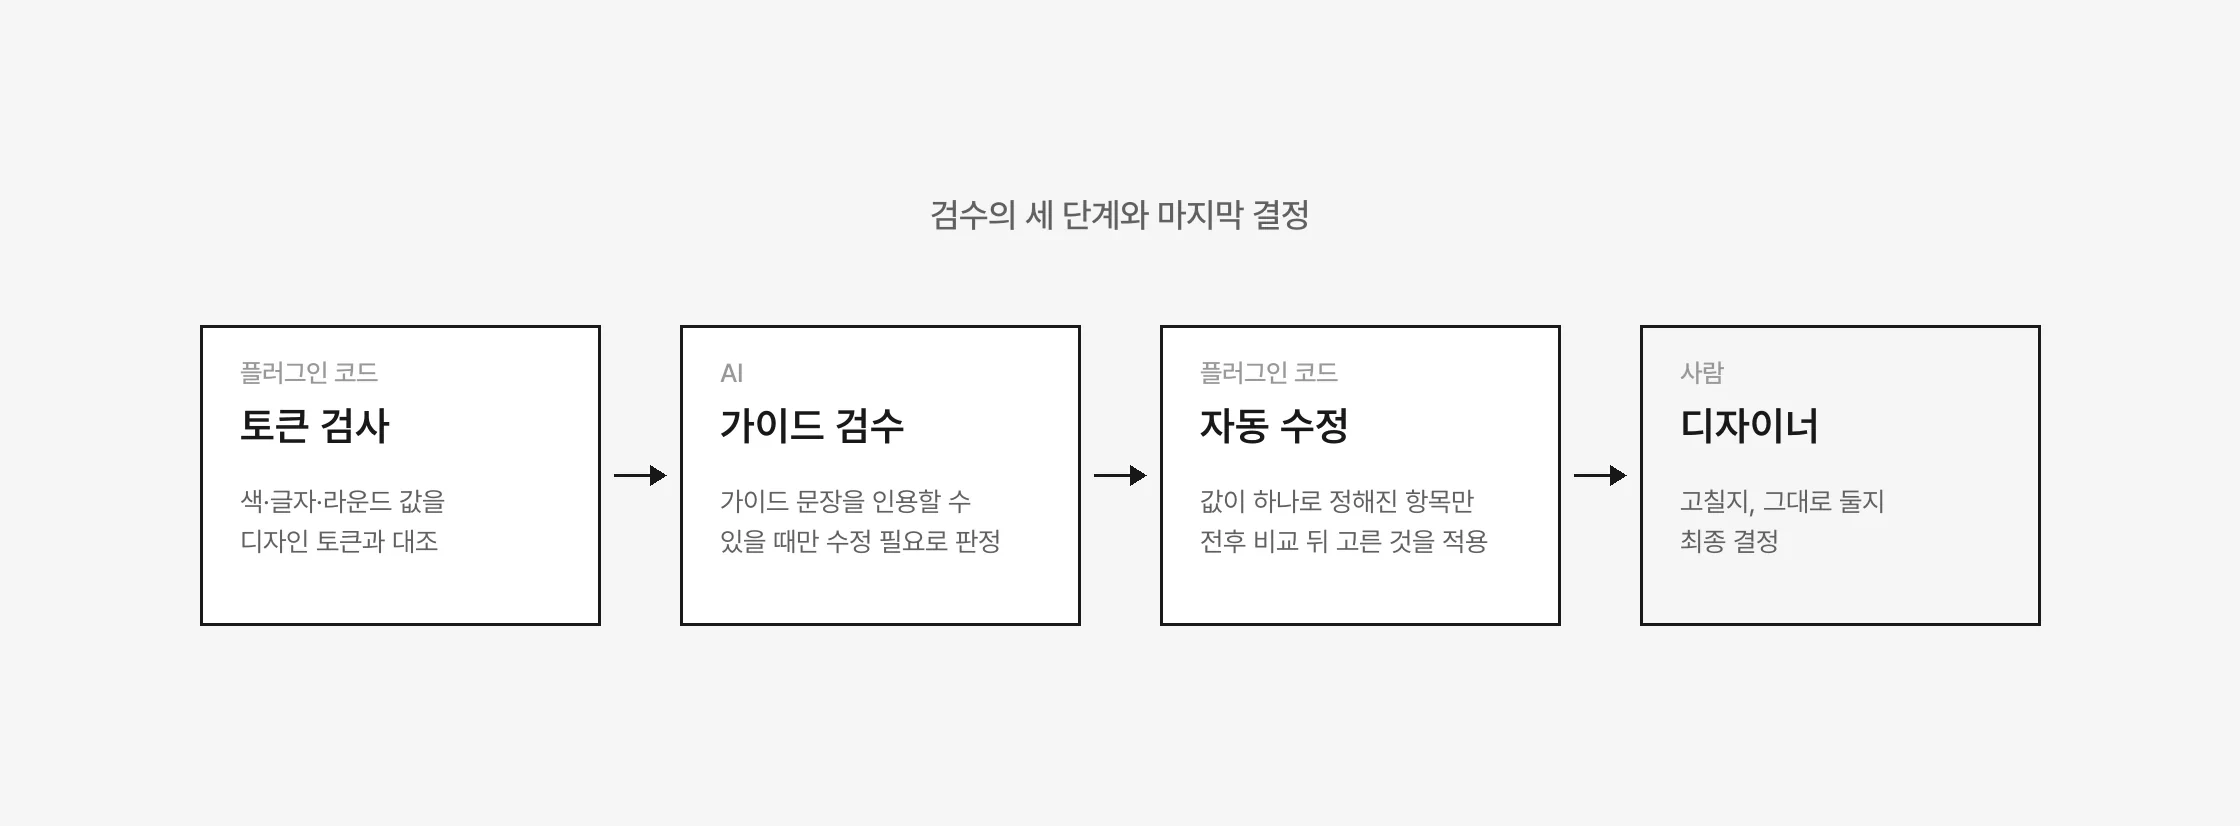 검수의 세 단계와 마지막 결정
플러그인 코드
토큰 검사
색·글자·라운드 값을
디자인 토큰과 대조
AI
가이드 검수
가이드 문장을 인용할 수
있을 때만 수정 필요로 판정
플러그인 코드
자동 수정
값이 하나로 정해진 항목만
전후 비교 뒤 고른 것을 적용
사람
디자이너
고칠지, 그대로 둘지
최종 결정